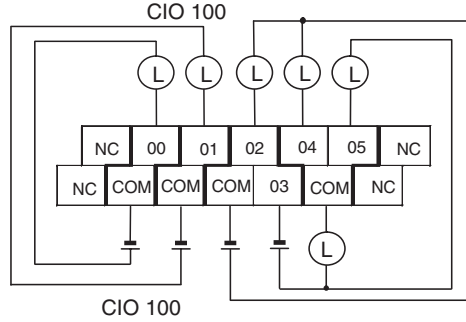 CIO 100
L L L L L
NC 00 01 02 04 05 NC
NC COM COM COM 03 COM NC
L
CIO 100